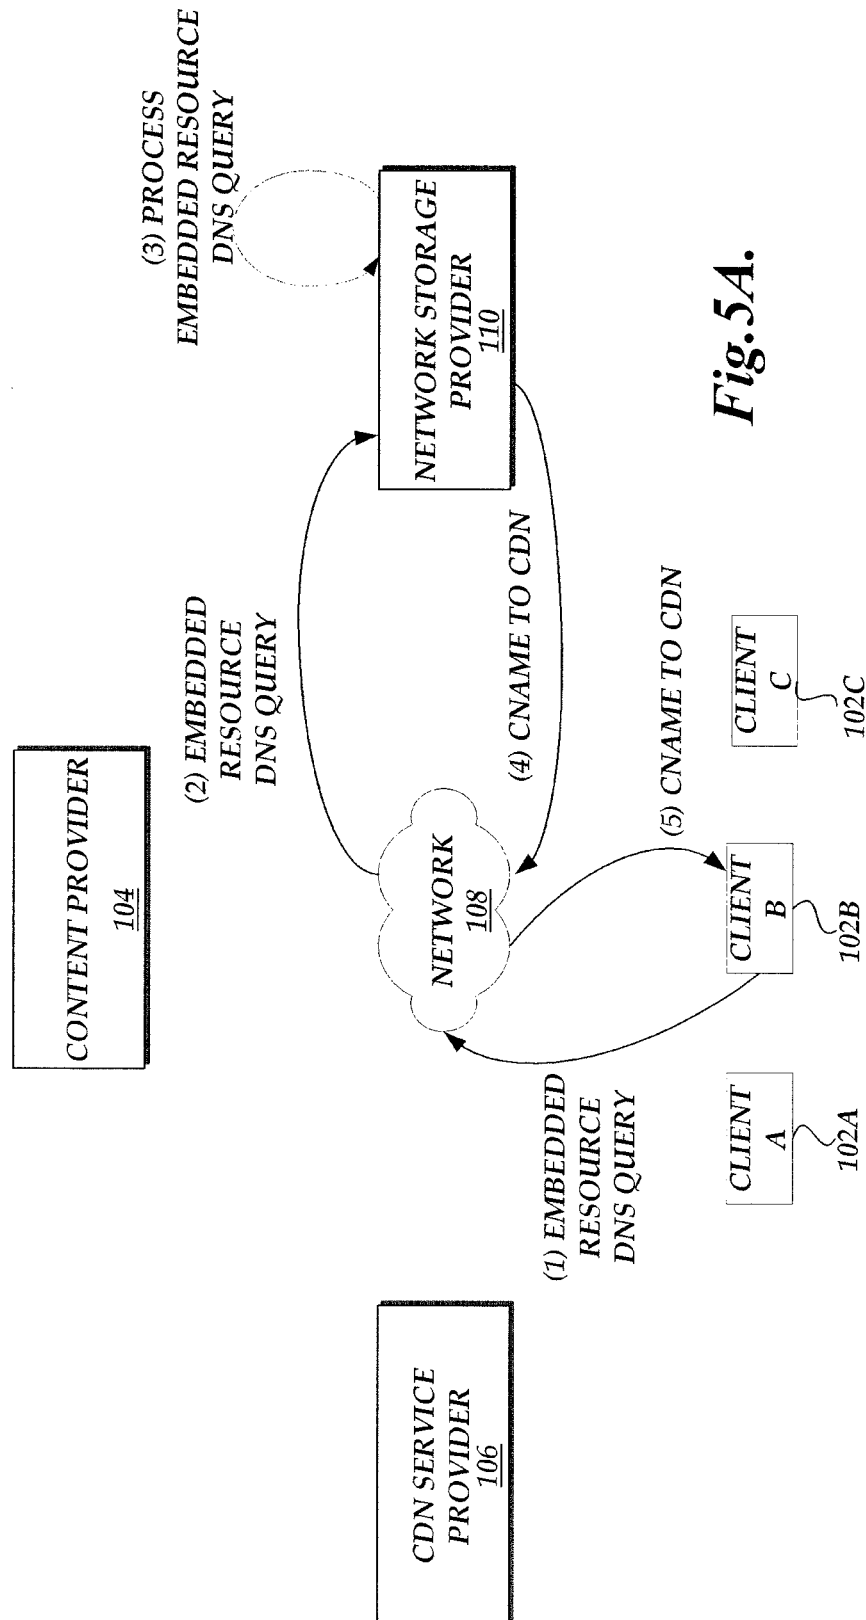 CONTENT PROVIDER
104
(3) PROCESS
EMBEDDED RESOURCE
DNS QUERY
(2) EMBEDDED
RESOURCE
DNS QUERY
CDN SERVICE
PROVIDER
106
NETWORK
108
NETWORK STORAGE
PROVIDER
110
(4) CNAME TO CDN
(1) EMBEDDED
RESOURCE
DNS QUERY
(5) CNAME TO CDN
CLIENT
A
102A
CLIENT
B
102B
CLIENT
C
102C
Fig.5A.